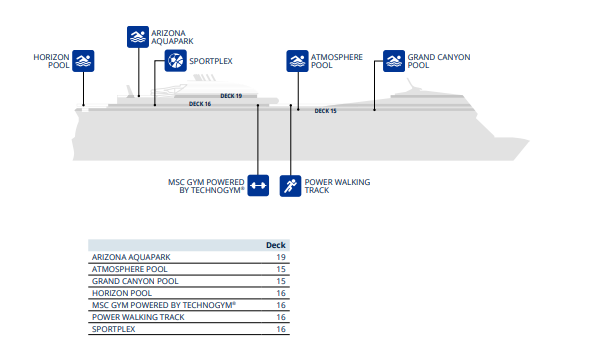 ARIZONA
AQUAPARK
HORIZON
POOL
SPORTPLEX
ATMOSPHERE
POOL
GRAND CANYON
POOL
DECK 19
DECK 16
DECK 15
MSC GYM POWERED
BY TECHNOGYM®
POWER WALKING
TRACK
Deck
ARIZONA AQUAPARK 19
ATMOSPHERE POOL 15
GRAND CANYON POOL 15
HORIZON POOL 16
MSC GYM POWERED BY TECHNOGYM® 16
POWER WALKING TRACK 16
SPORTPLEX 16